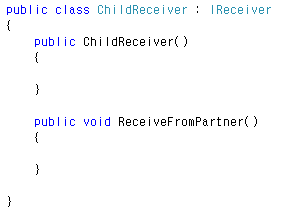 public class ChildReceiver : IReceiver
{
    public ChildReceiver()
    {
    }
    public void ReceiveFromPartner()
    {
    }
}